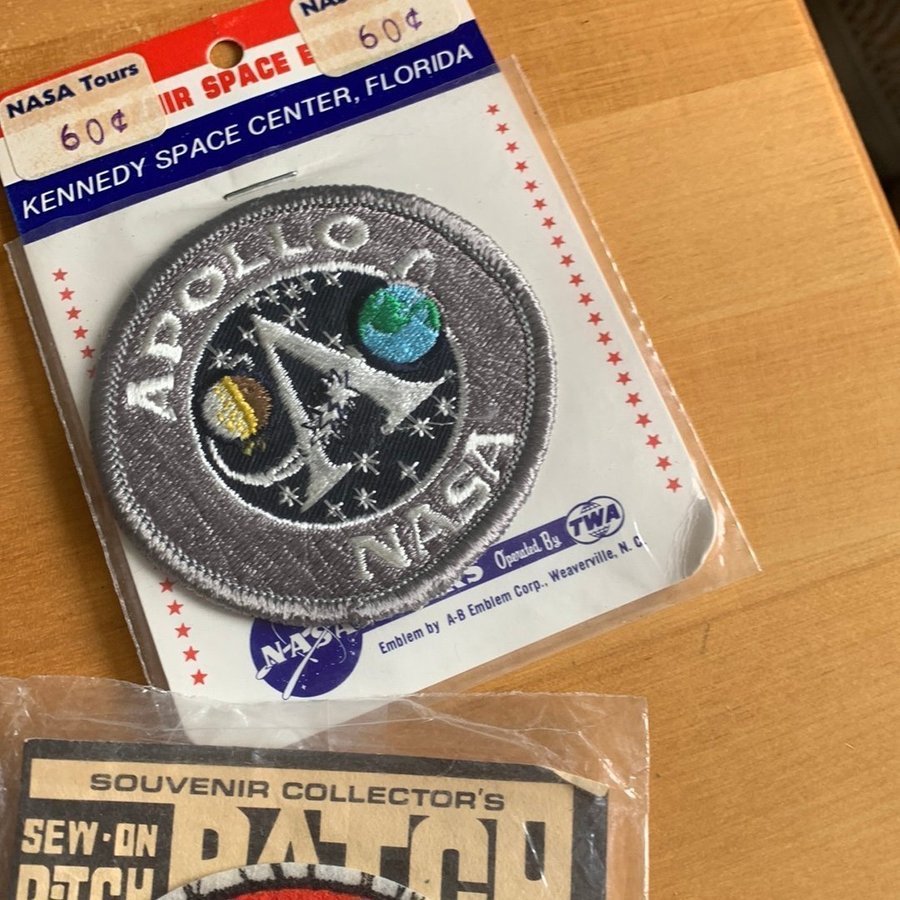 NASA Tours
60¢
60¢
SPACE
KENNEDY SPACE CENTER, FLORIDA
APOLLO
NASA
Operated By TWA
NASA
Emblem by A-B Emblem Corp., Weaverville, N. C.
SOUVENIR COLLECTOR'S
SEW-ON
PATCH